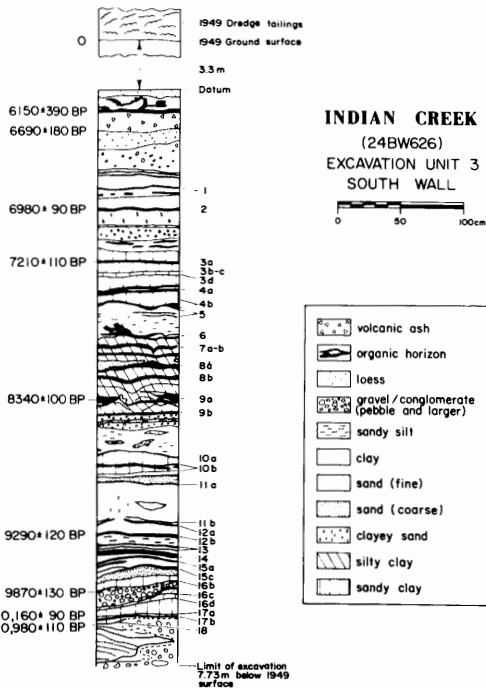 1949 Dredge tailings
0
1949 Ground surface
3.3 m
Datum
6150±390 BP
6690±180 BP
1
6980± 90 BP
2
7210±110 BP
3a
3b-c
3d
4a
4b
5
6
7a-b
8a
8b
8340±100 BP
9a
9b
10a
10b
11a
11b
9290±120 BP
12a
12b
13
14
15a
15c
9870±130 BP
16b
16c
16d
0,160± 90 BP
17a
17b
0,980±110 BP
18
Limit of excavation
7.73m below 1949
surface
INDIAN CREEK
(24BW626)
EXCAVATION UNIT 3
SOUTH WALL
0 50 100cm
volcanic ash
organic horizon
loess
gravel/conglomerate
(pebble and larger)
sandy silt
clay
sand (fine)
sand (coarse)
clayey sand
silty clay
sandy clay